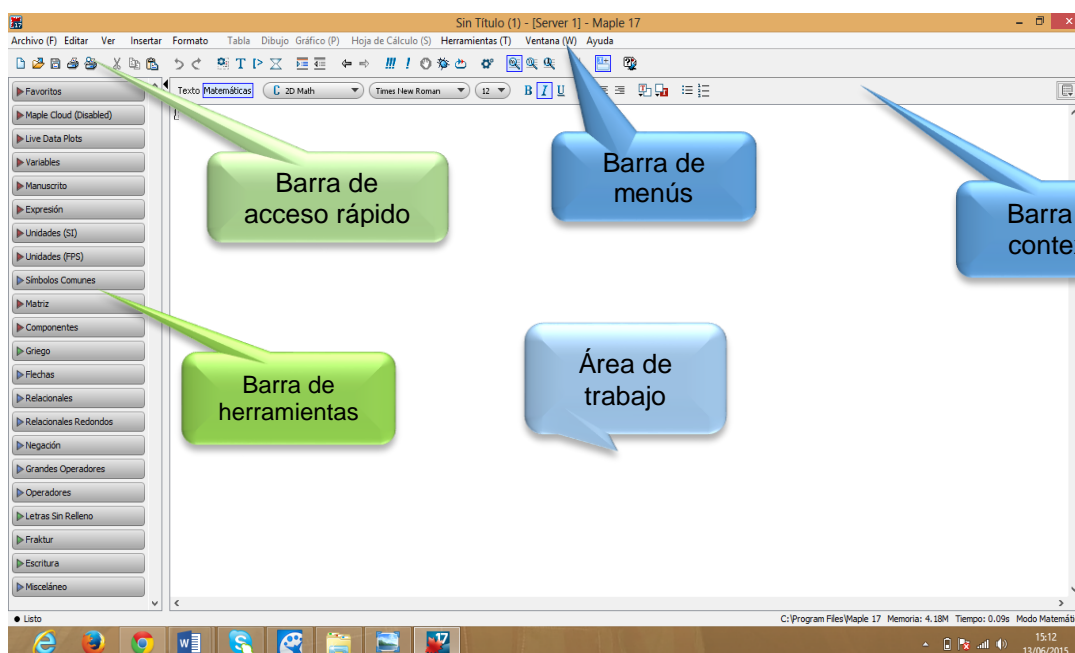 Sin Título (1) - [Server 1] - Maple 17
Archivo (F) Editar Ver Insertar Formato Tabla Dibujo Gráfico (P) Hoja de Cálculo (S) Herramientas (T) Ventana (W) Ayuda
Texto Matemáticas C 2D Math Times New Roman 12 B I U
Favoritos
Maple Cloud (Disabled)
Live Data Plots
Variables
Manuscrito
Expresión
Unidades (SI)
Unidades (FPS)
Símbolos Comunes
Matriz
Componentes
Griego
Flechas
Relacionales
Relacionales Redondos
Negación
Grandes Operadores
Operadores
Letras Sin Relleno
Fraktur
Escritura
Misceláneo
Barra de
acceso rápido
Barra de
menús
Barra
conte
Barra de
herramientas
Área de
trabajo
Listo
C:\Program Files\Maple 17 Memoria: 4.18M Tiempo: 0.09s Modo Matemáti
15:12
13/06/2015